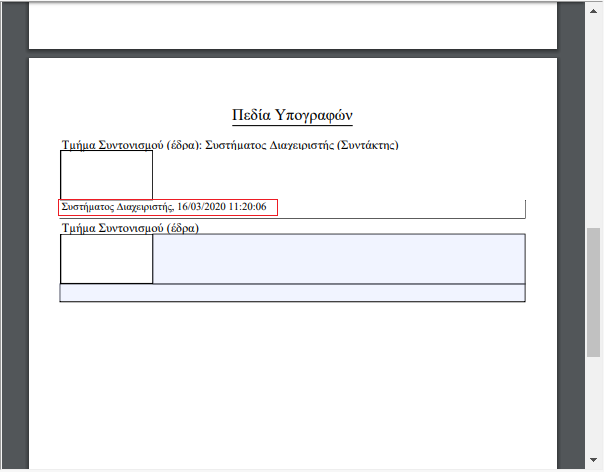 Πεδία Υπογραφών
Τμήμα Συντονισμού (έδρα): Συστήματος Διαχειριστής (Συντάκτης)
Συστήματος Διαχειριστής, 16/03/2020 11:20:06
Τμήμα Συντονισμού (έδρα)